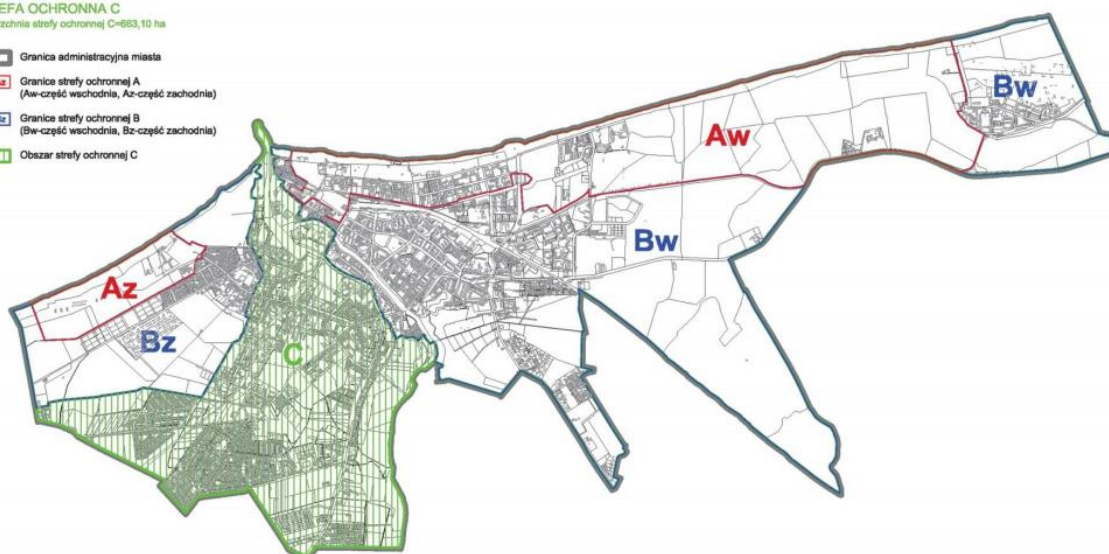 EFA OCHRONNA C
zchnia strefy ochronnej C=663,10 ha
Granica administracyjna miasta
Granice strefy ochronnej A
(Aw-część wschodnia, Az-część zachodnia)
Granice strefy ochronnej B
(Bw-część wschodnia, Bz-część zachodnia)
Obszar strefy ochronnej C
Bw
Aw
Bw
Az
Bz
C